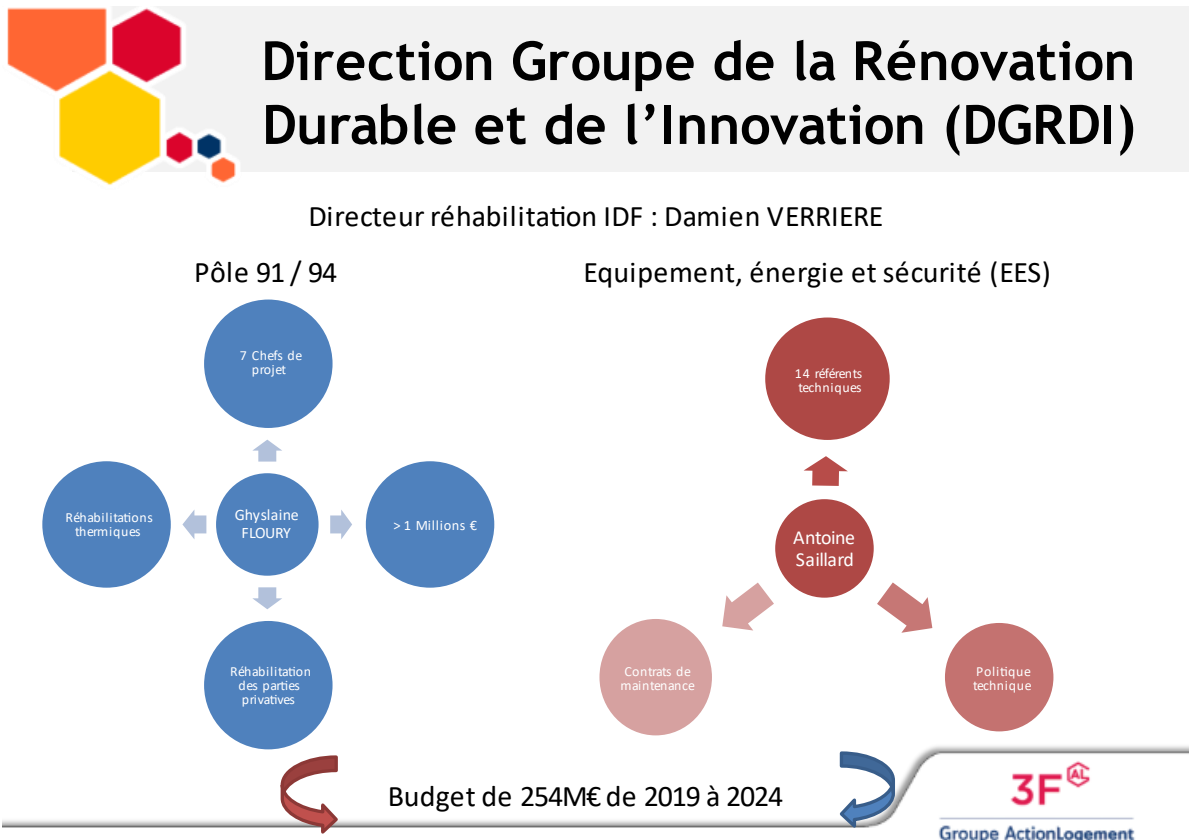 Direction Groupe de la Rénovation
Durable et de l’Innovation (DGRDI)
Directeur réhabilitation IDF : Damien VERRIERE
Pôle 91 / 94
7 Chefs de
projet
Réhabilitations
thermiques
Ghyslaine
FLOURY
> 1 Millions €
Réhabilitation
des parties
privatives
Equipement, énergie et sécurité (EES)
14 référents
techniques
Antoine
Saillard
Contrats de
maintenance
Politique
technique
Budget de 254M€ de 2019 à 2024
3F AL
Groupe ActionLogement